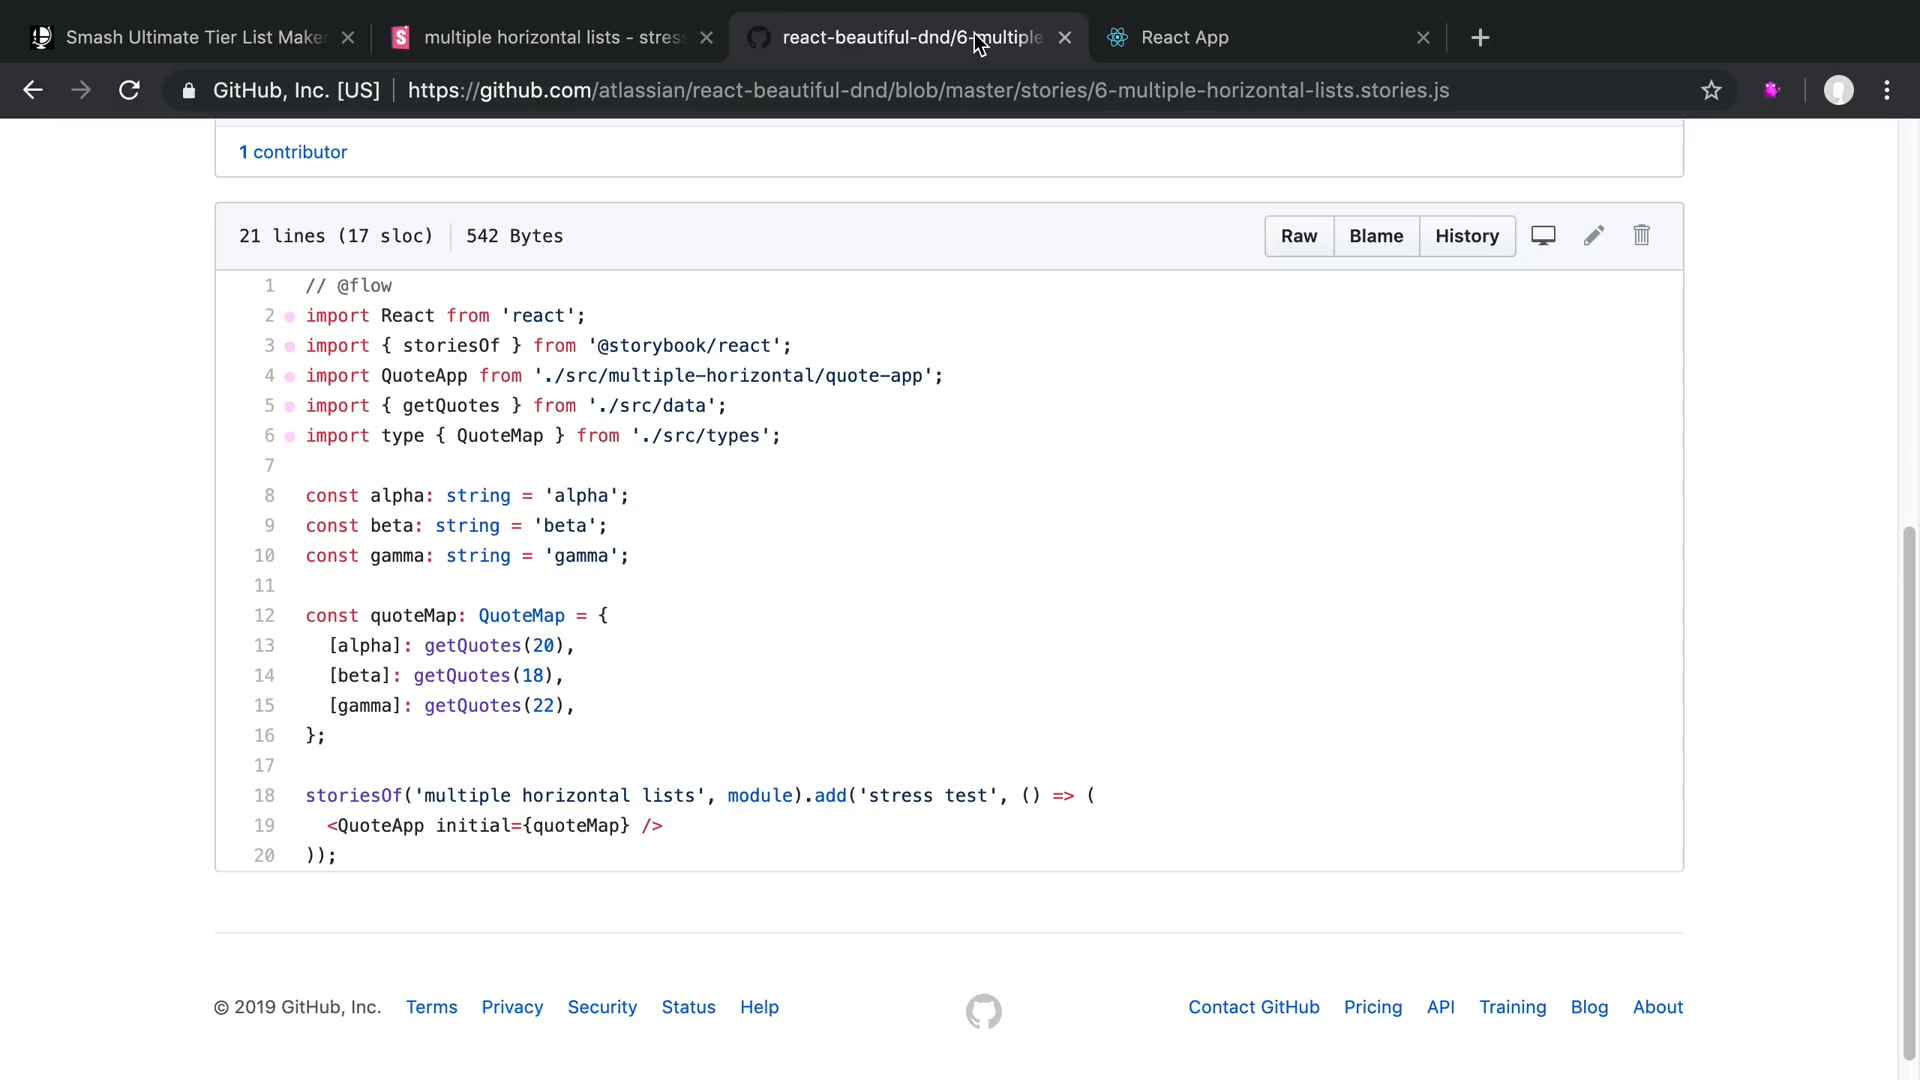 Smash Ultimate Tier List Maker
multiple horizontal lists - stress
react-beautiful-dnd/6-multiple
React App
GitHub, Inc. [US]
https://github.com/atlassian/react-beautiful-dnd/blob/master/stories/6-multiple-horizontal-lists.stories.js
1 contributor
21 lines (17 sloc)
542 Bytes
Raw
Blame
History
1 // @flow
2 import React from 'react';
3 import { storiesOf } from '@storybook/react';
4 import QuoteApp from './src/multiple-horizontal/quote-app';
5 import { getQuotes } from './src/data';
6 import type { QuoteMap } from './src/types';
7
8 const alpha: string = 'alpha';
9 const beta: string = 'beta';
10 const gamma: string = 'gamma';
11
12 const quoteMap: QuoteMap = {
13 [alpha]: getQuotes(20),
14 [beta]: getQuotes(18),
15 [gamma]: getQuotes(22),
16 };
17
18 storiesOf('multiple horizontal lists', module).add('stress test', () => (
19 <QuoteApp initial={quoteMap} />
20 ));
© 2019 GitHub, Inc.
Terms
Privacy
Security
Status
Help
Contact GitHub
Pricing
API
Training
Blog
About